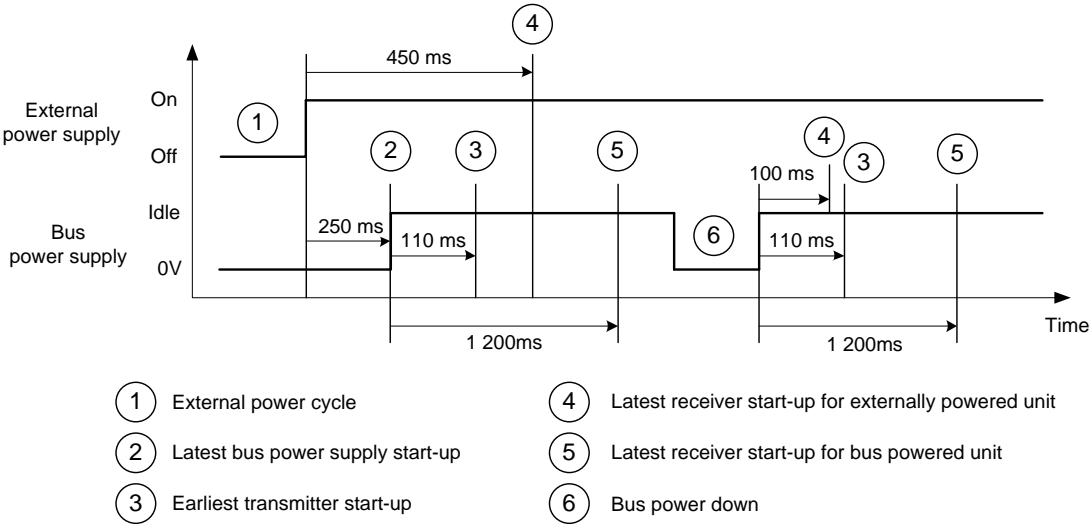 4
450 ms
External
power supply
On
Off
1
2
3
5
4
3
5
100 ms
Bus
power supply
Idle
0V
250 ms
110 ms
6
110 ms
1 200ms
1 200ms
Time
1 External power cycle
2 Latest bus power supply start-up
3 Earliest transmitter start-up
4 Latest receiver start-up for externally powered unit
5 Latest receiver start-up for bus powered unit
6 Bus power down